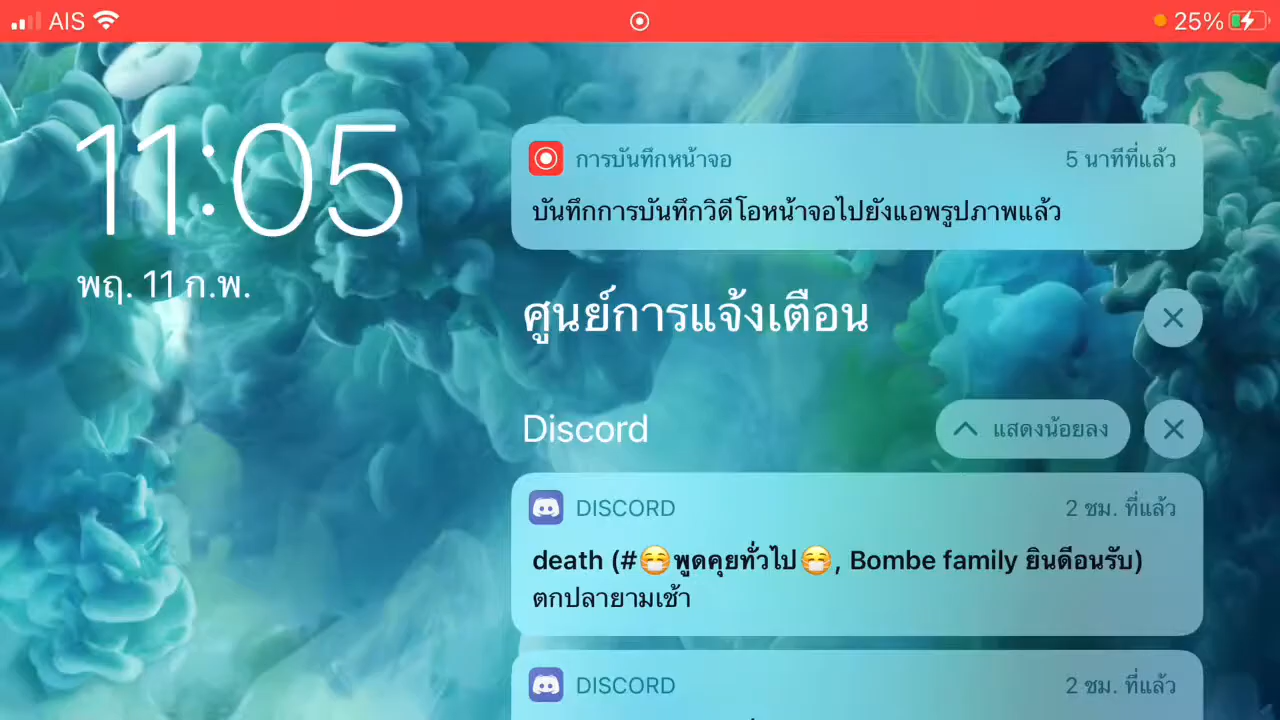 AIS
25%
11:05
พฤ. 11 ก.พ.
การบันทึกหน้าจอ
5 นาทีที่แล้ว
บันทึกการบันทึกวิดีโอหน้าจอไปยังแอพรูปภาพแล้ว
ศูนย์การแจ้งเตือน
Discord
แสดงน้อยลง
DISCORD
2 ชม. ที่แล้ว
death (#😷พูดคุยทั่วไป😷, Bombe family ยินดีอนรับ)
ตกปลายามเช้า
DISCORD
2 ชม. ที่แล้ว